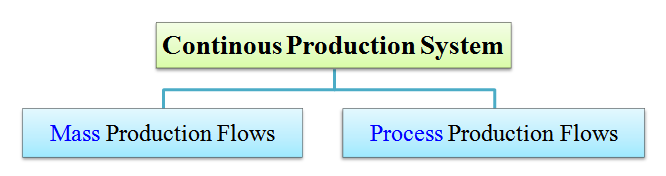 Continous Production System
Mass Production Flows
Process Production Flows